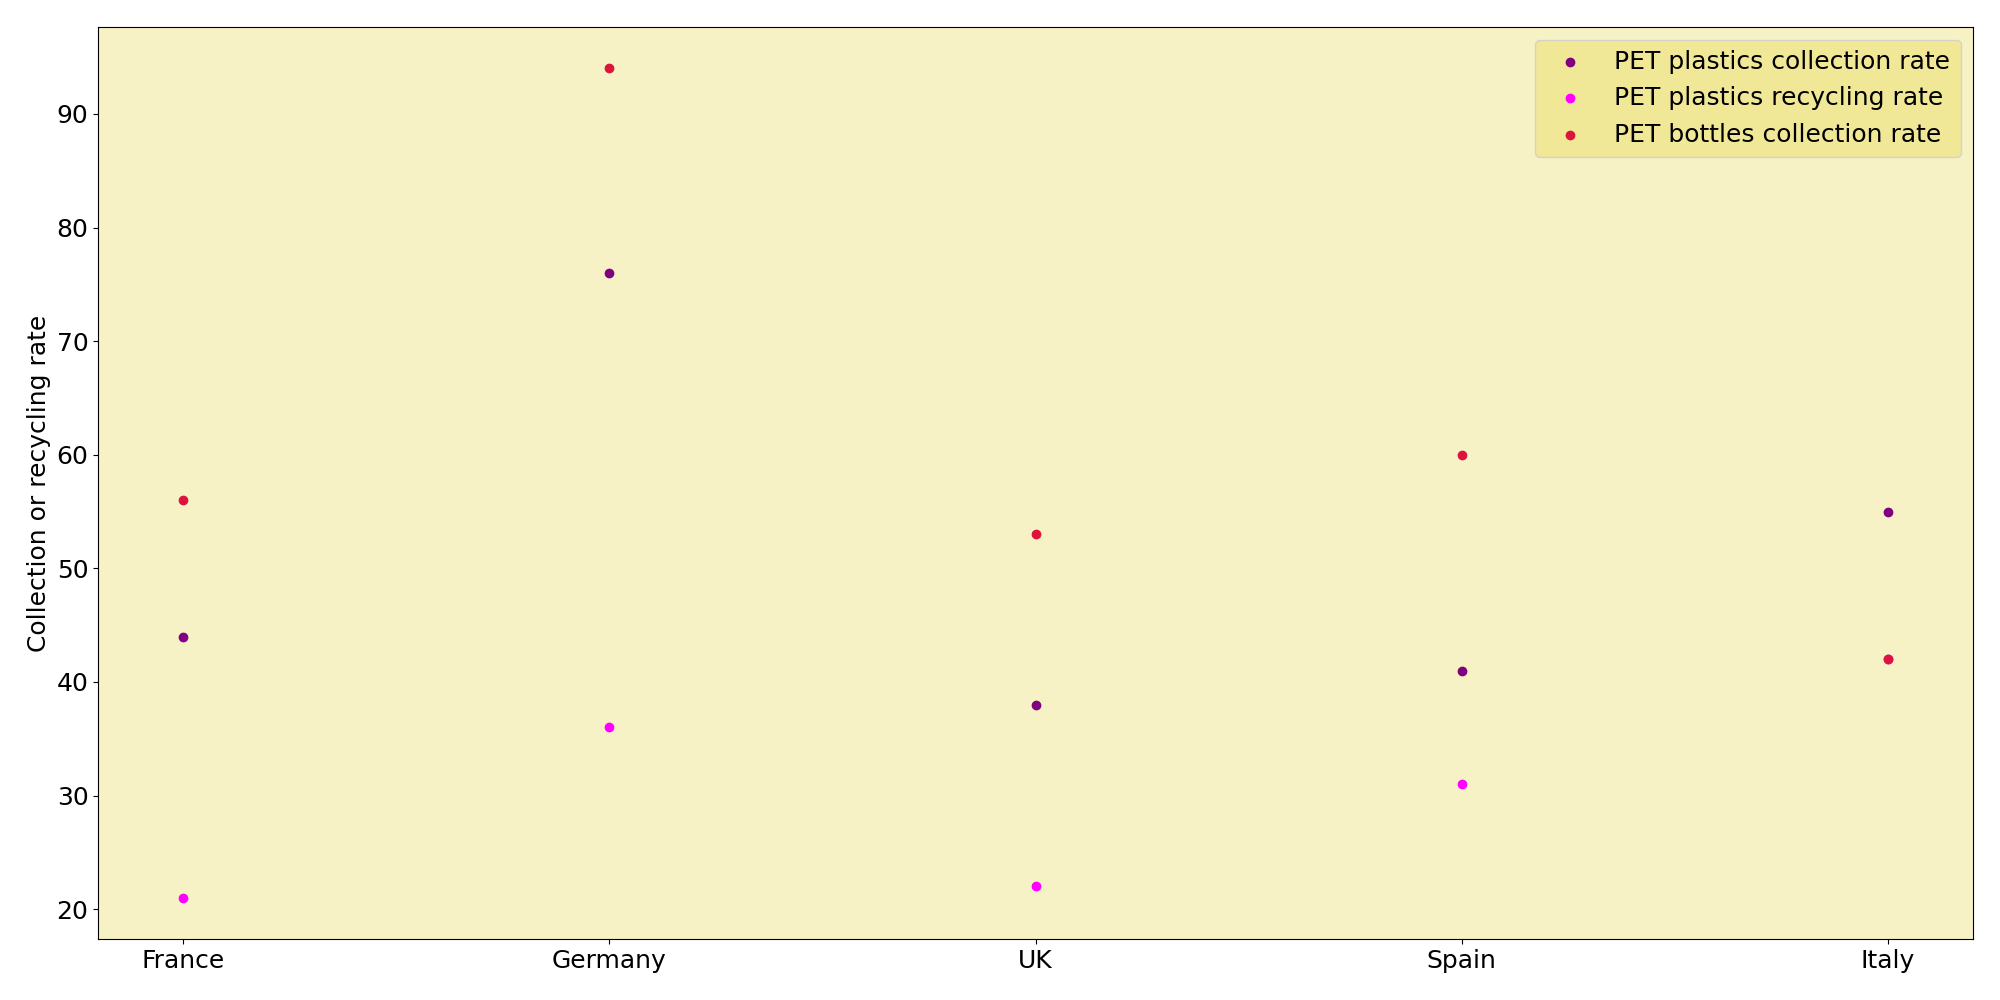 PET plastics collection rate
PET plastics recycling rate
PET bottles collection rate
Collection or recycling rate
90
80
70
60
50
40
30
20
France Germany UK Spain Italy